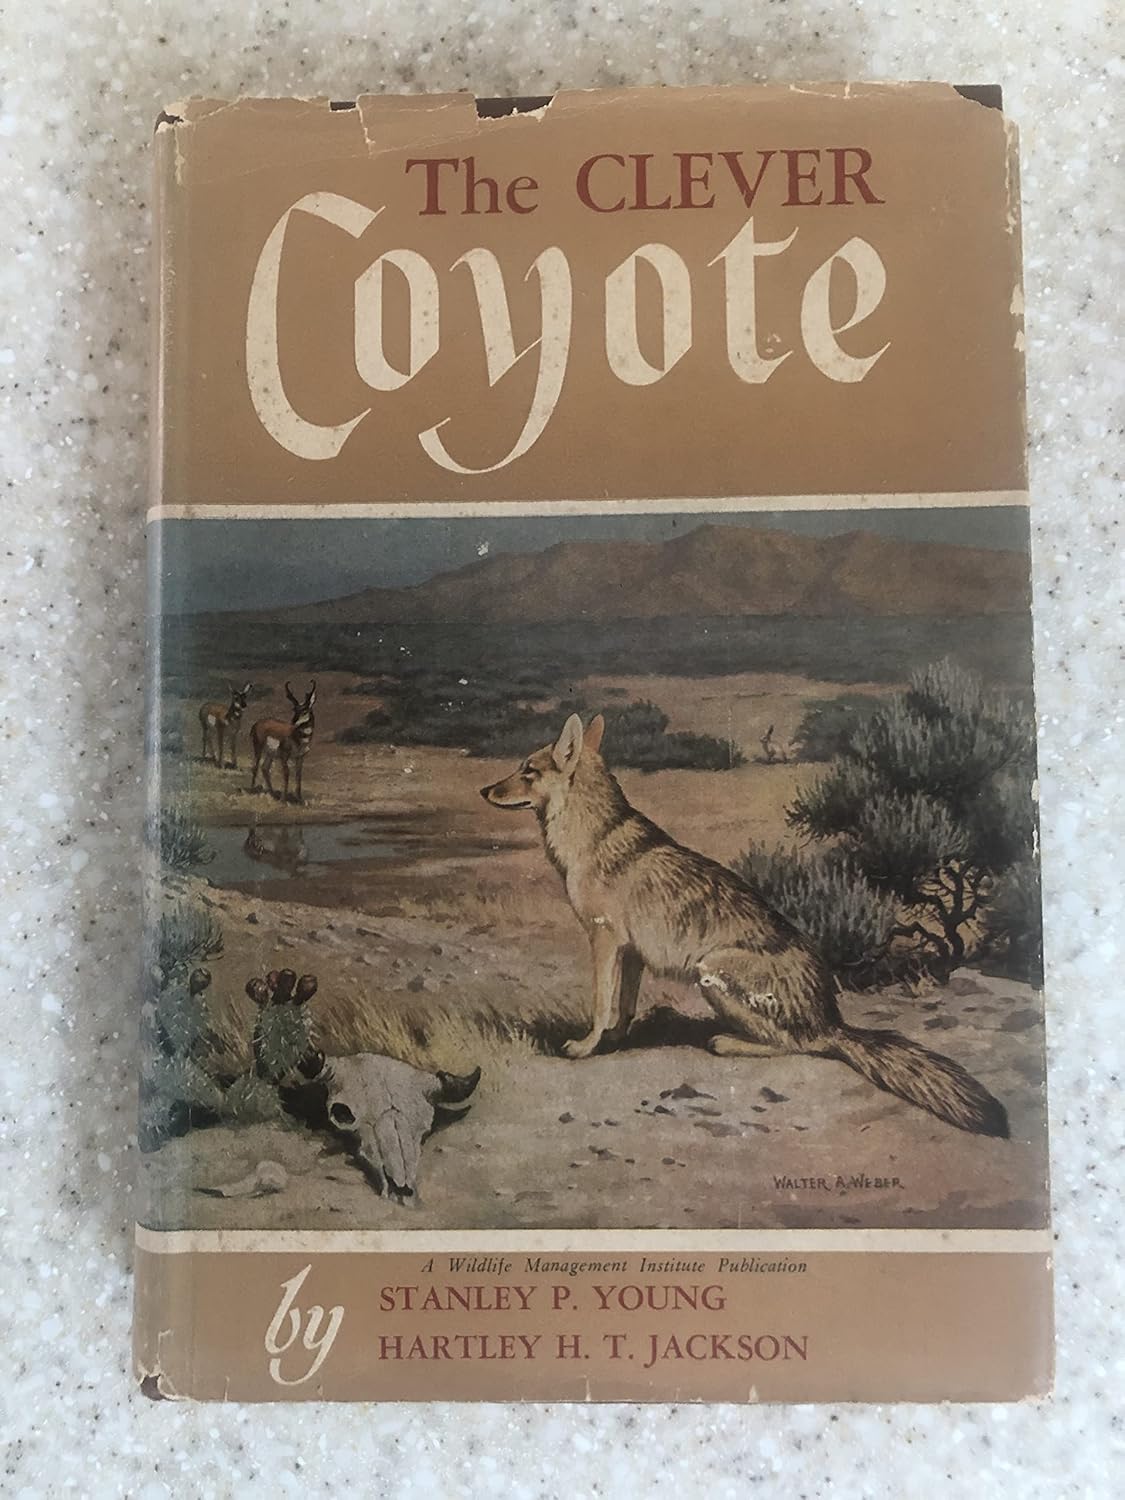 The CLEVER
Coyote
WALTER A. WEBER
A Wildlife Management Institute Publication
by
STANLEY P. YOUNG
HARTLEY H. T. JACKSON